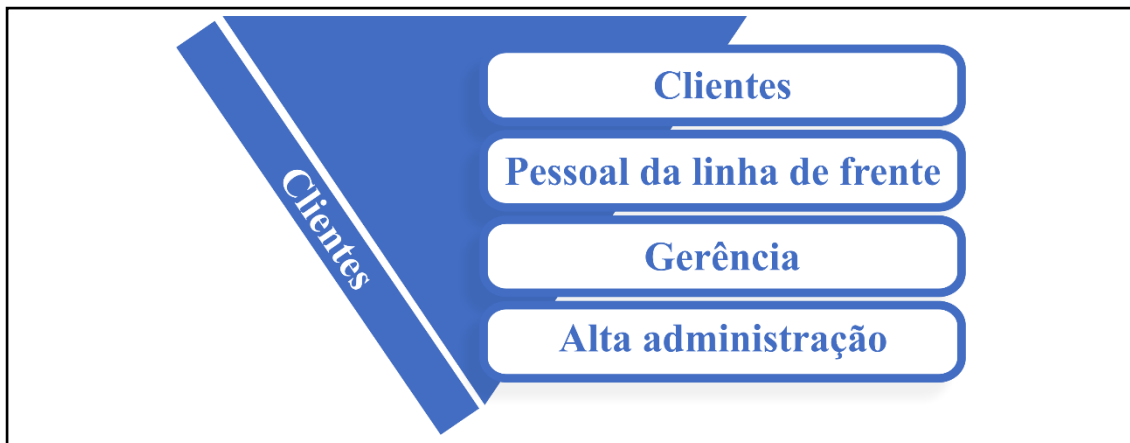 Clientes
Clientes
Pessoal da linha de frente
Gerência
Alta administração